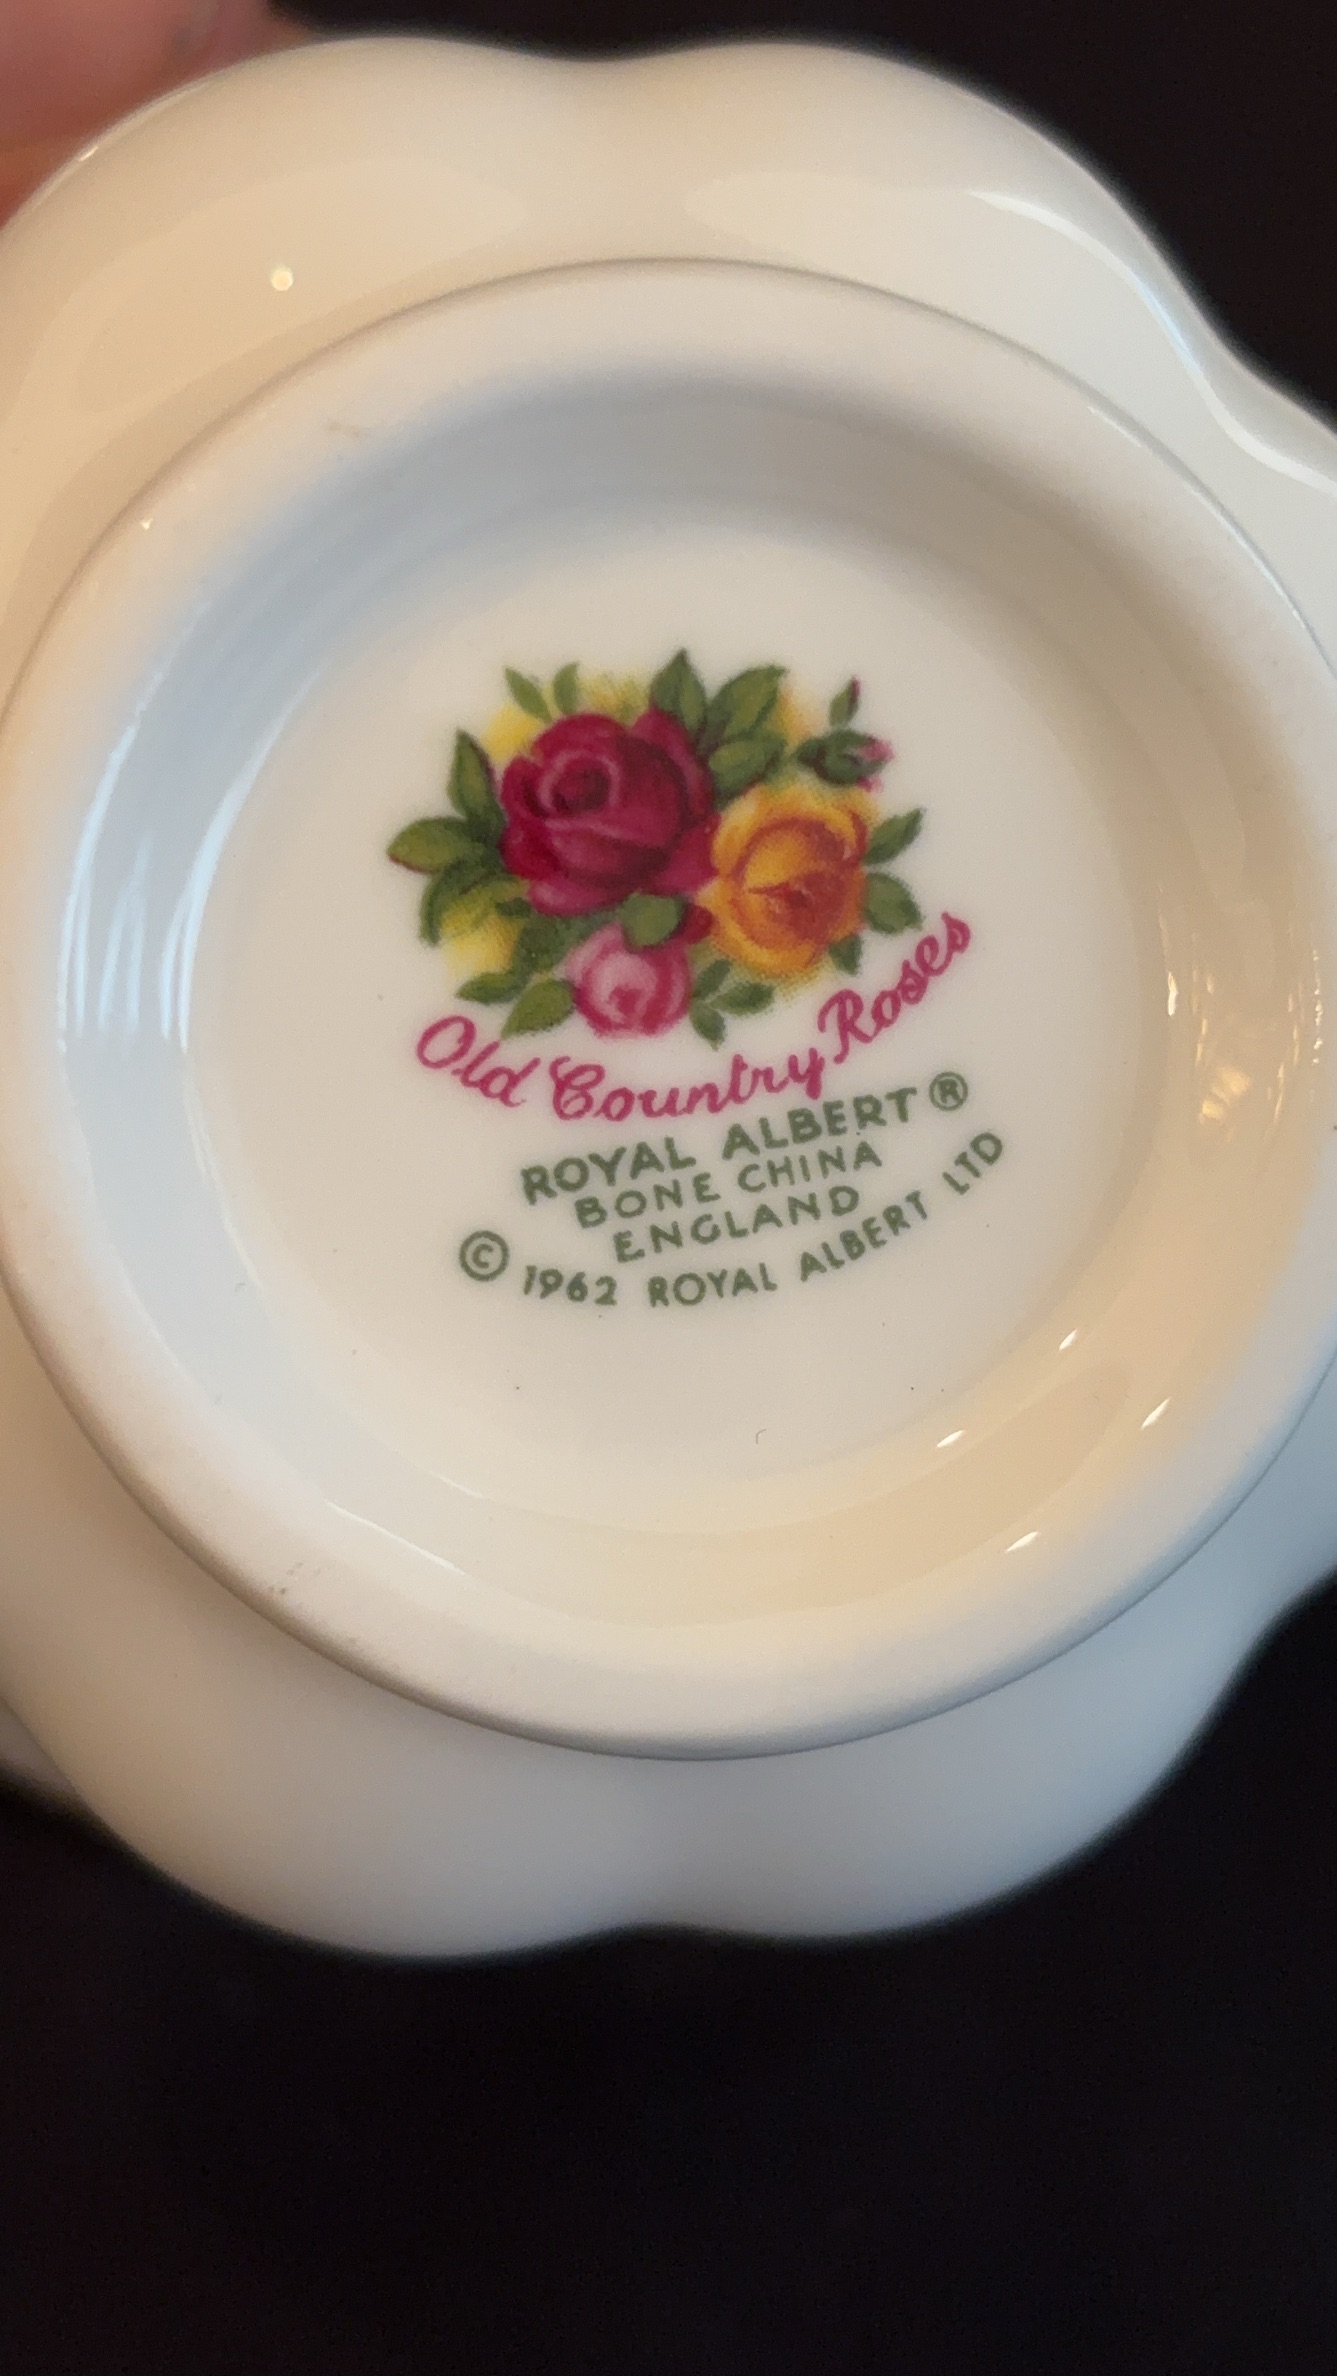 Old Country Roses
ROYAL ALBERT ®
BONE CHINA
ENGLAND
© 1962 ROYAL ALBERT LTD